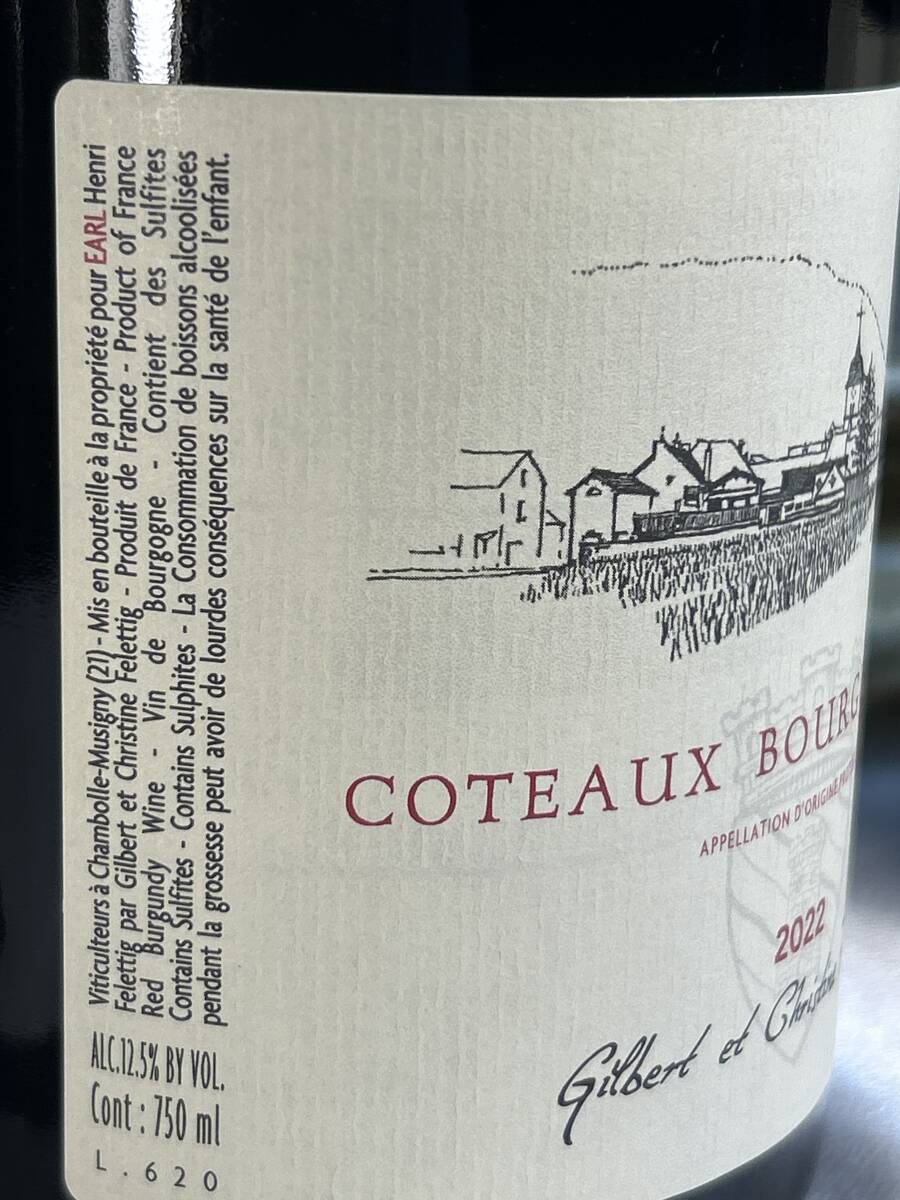 Viticulteurs à Chambolle-Musigny (21) - Mis en bouteille à la propriété pour EARL Henri
Felettig par Gilbert et Christine Felettig - Produit de France - Product of France
Red Burgundy Wine - Vin de Bourgogne - Contient des Sulfites
Contains Sulfites - Contains Sulphites - La Consommation de boissons alcoolisées
pendant la grossesse peut avoir de lourdes conséquences sur la santé de l'enfant.
ALC.12.5% BY VOL.
Cont : 750 ml
L . 6 2 0
COTEAUX BOURG
APPELLATION D'ORIGINE
2022
Gilbert et